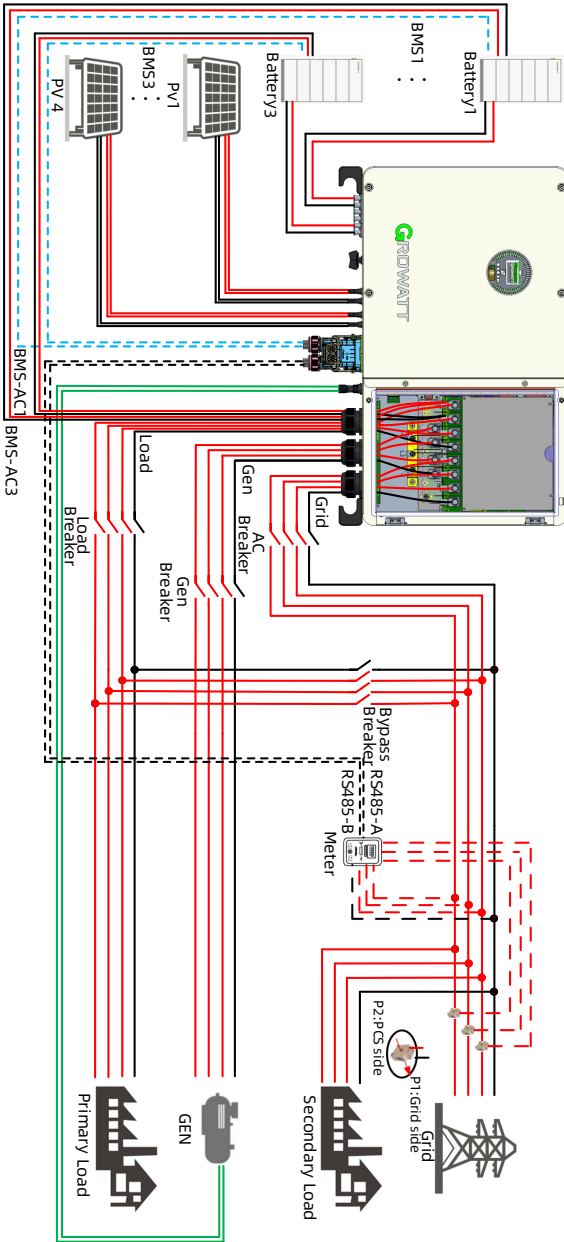 BMS1
. . .
Battery1
Battery3
BMS3
. . .
PV 4
Pv1
GROWATT
BMS-AC1
BMS-AC3
Load
Gen
Grid
Load
Breaker
Gen
Breaker
AC
Breaker
Bypass
Breaker
RS485-A
RS485-B
Meter
P2:PCS side
P1:Grid side
Grid
Secondary Load
GEN
Primary Load